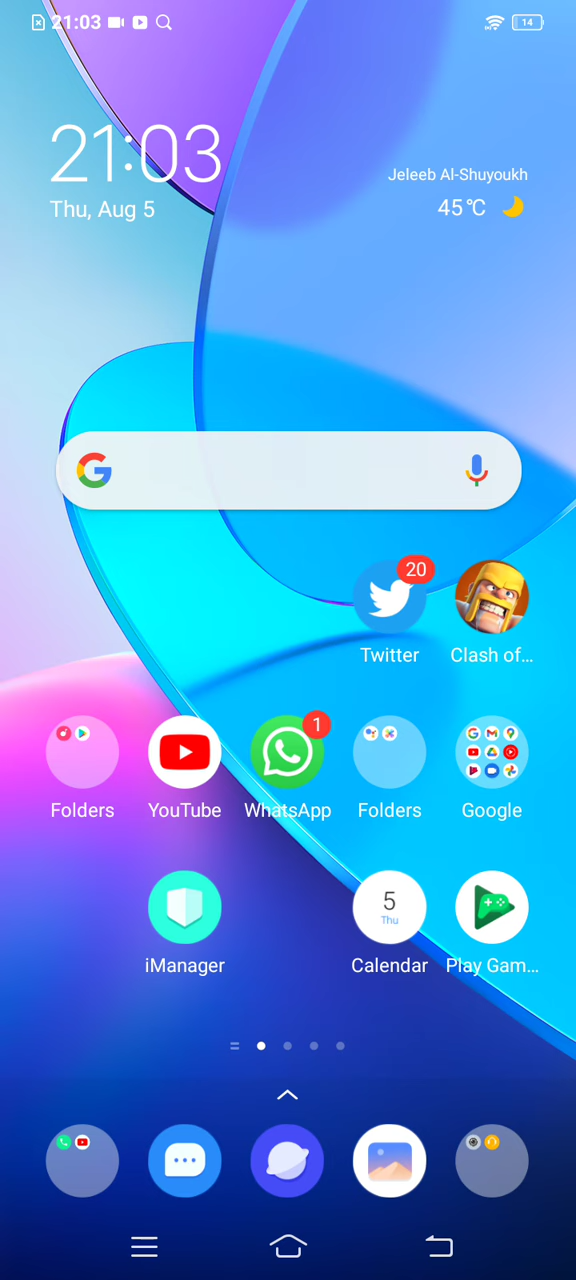 21:03
14
21:03
Thu, Aug 5
Jeleeb Al-Shuyoukh
45℃
20
Twitter
Clash of...
1
Folders
YouTube
WhatsApp
Folders
Google
5
Thu
iManager
Calendar
Play Gam...